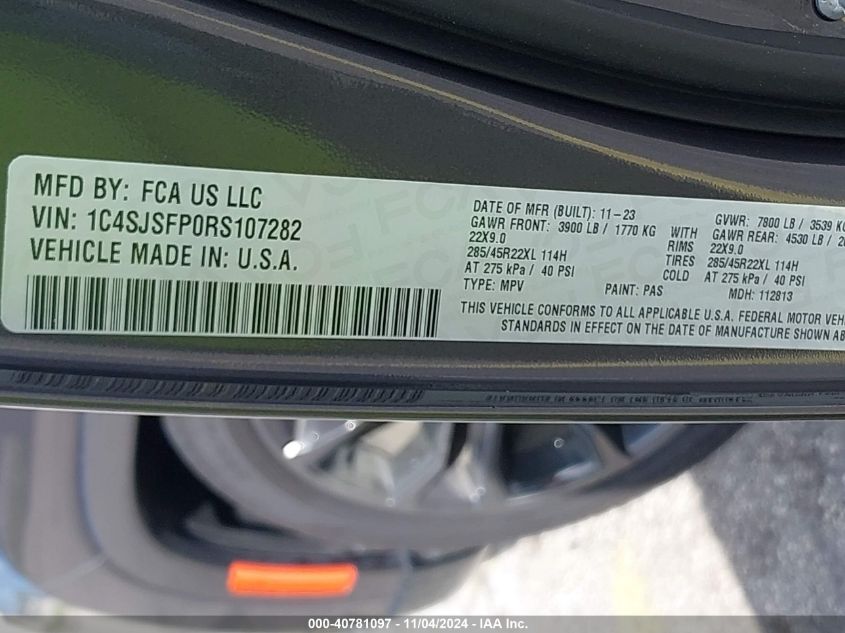 MFD BY: FCA US LLC
VIN: 1C4SJSFP0RS107282
VEHICLE MADE IN: U.S.A.
DATE OF MFR (BUILT): 11-23
GAWR FRONT: 3900 LB / 1770 KG WITH
22X9.0 RIMS
285/45R22XL 114H TIRES
AT 275 kPa / 40 PSI COLD
TYPE: MPV PAINT: PAS
GVWR: 7800 LB / 3539 KG
GAWR REAR: 4530 LB / 20
22X9.0
285/45R22XL 114H
AT 275 kPa / 40 PSI
MDH: 112813
THIS VEHICLE CONFORMS TO ALL APPLICABLE U.S.A. FEDERAL MOTOR VEH
STANDARDS IN EFFECT ON THE DATE OF MANUFACTURE SHOWN AB
000-40781097 - 11/04/2024 - IAA Inc.